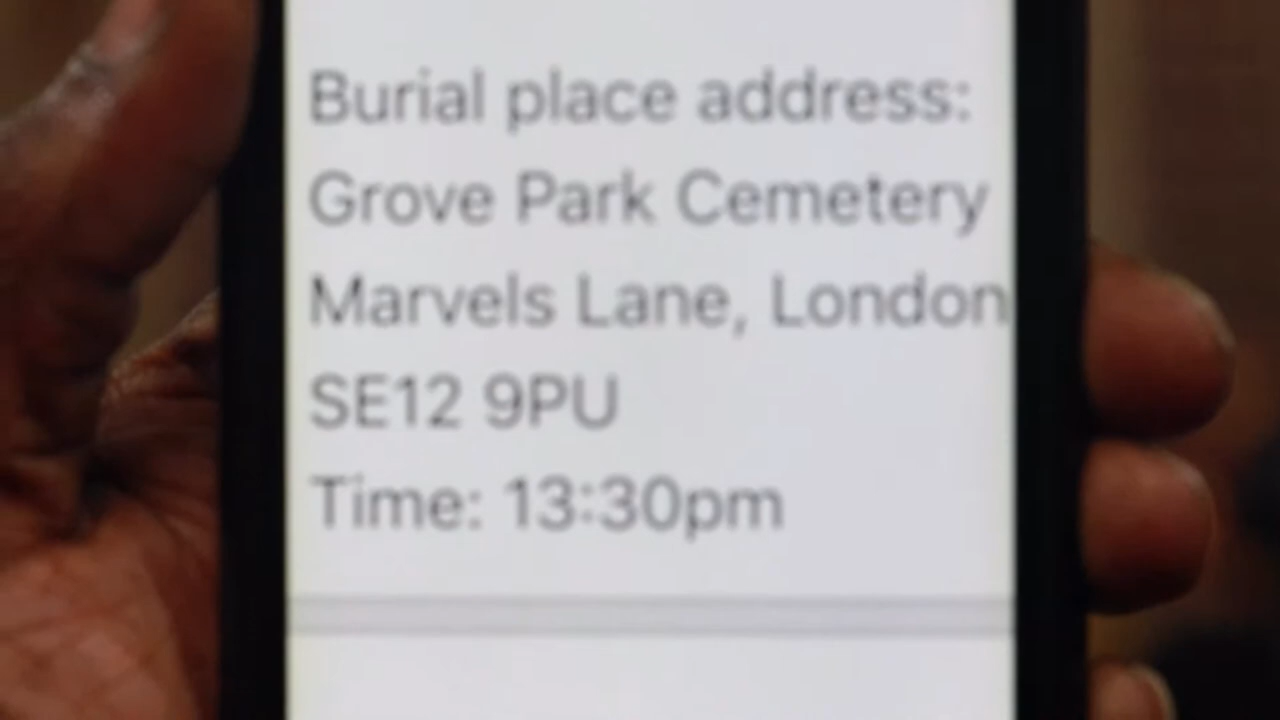 Burial place address:
Grove Park Cemetery
Marvels Lane, London
SE12 9PU
Time: 13:30pm